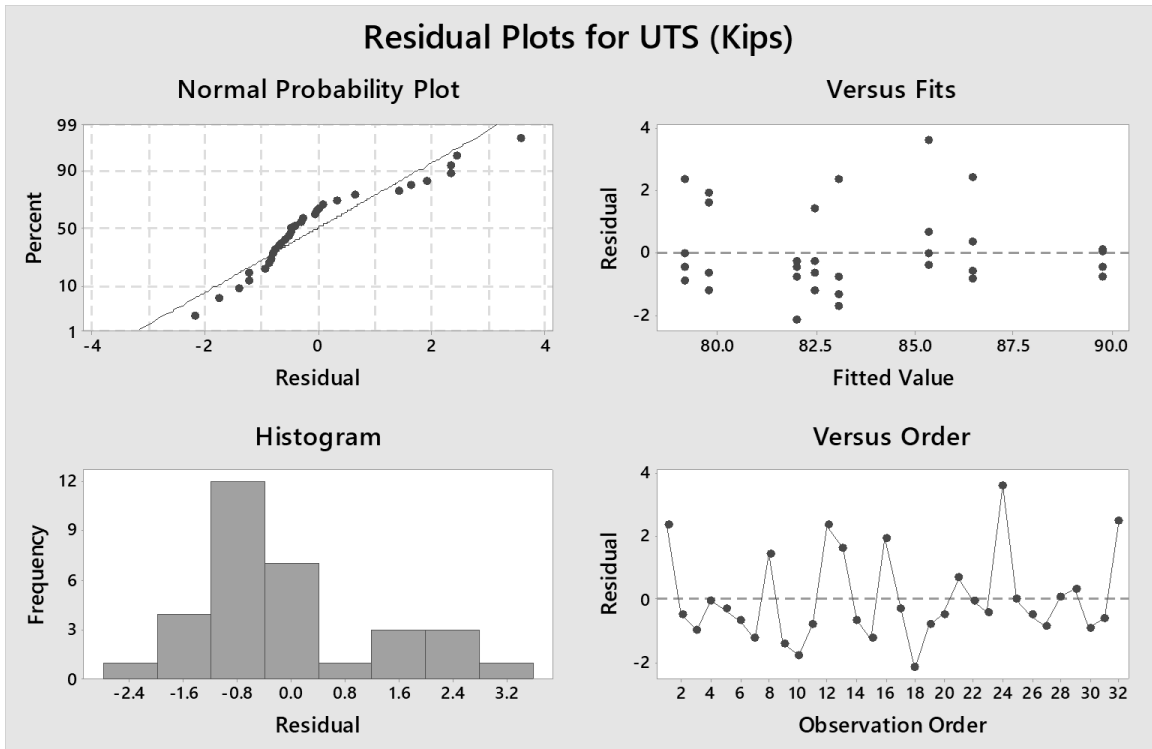 Residual Plots for UTS (Kips)
Normal Probability Plot
99
90
50
10
1
Percent
-4 -2 0 2 4
Residual
Versus Fits
4
2
0
-2
Residual
80.0 82.5 85.0 87.5 90.0
Fitted Value
Histogram
12
9
6
3
0
Frequency
-2.4 -1.6 -0.8 0.0 0.8 1.6 2.4 3.2
Residual
Versus Order
4
2
0
-2
Residual
2 4 6 8 10 12 14 16 18 20 22 24 26 28 30 32
Observation Order